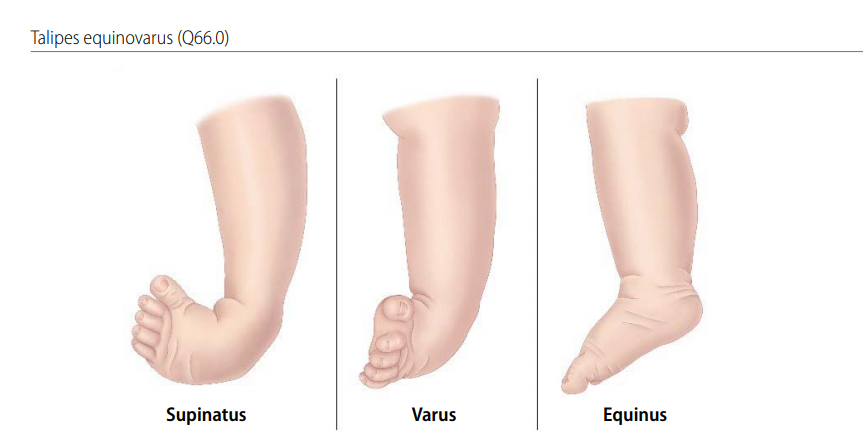 Talipes equinovarus (Q66.0)
Supinatus
Varus
Equinus